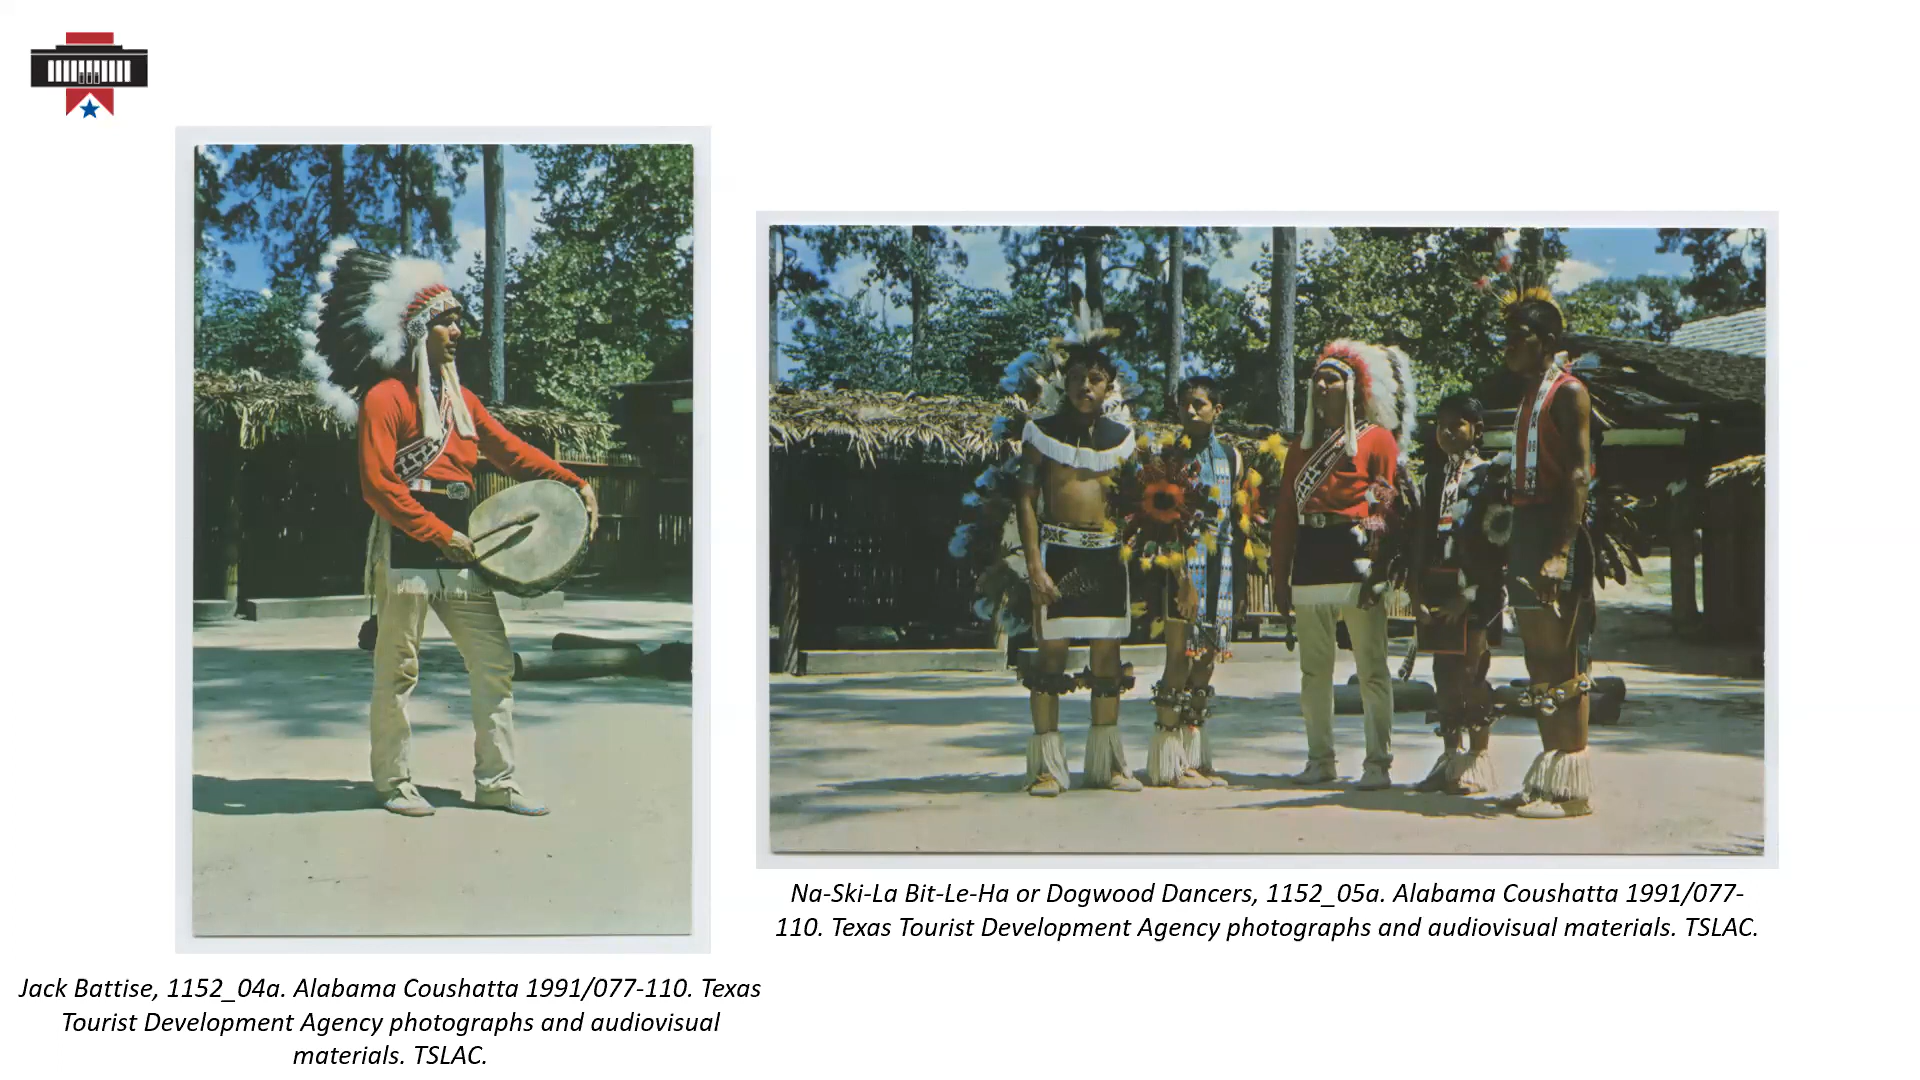 Na-Ski-La Bit-Le-Ha or Dogwood Dancers, 1152_05a. Alabama Coushatta 1991/077-
110. Texas Tourist Development Agency photographs and audiovisual materials. TSLAC.
Jack Battise, 1152_04a. Alabama Coushatta 1991/077-110. Texas
Tourist Development Agency photographs and audiovisual
materials. TSLAC.